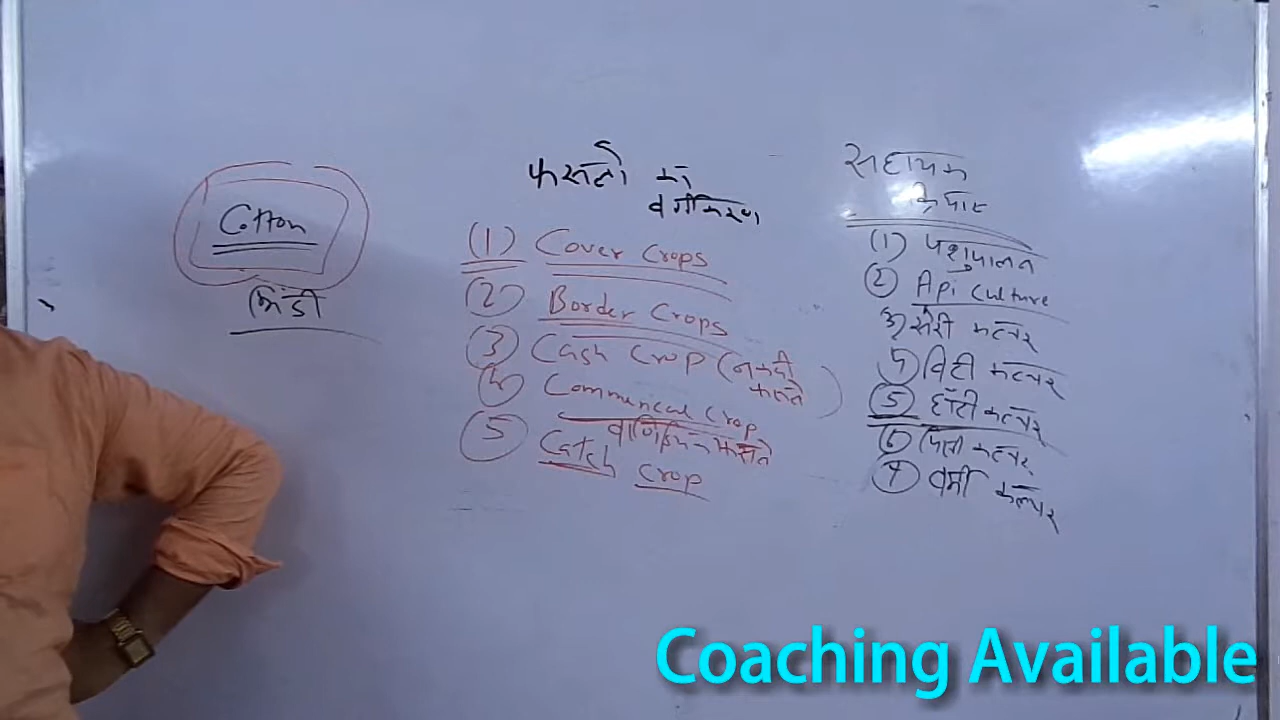 Cotton
भिंडी
फसलों का
वर्गीकरण
(1) Cover Crops
(2) Border Crops
(3) Cash Crop (नकदी
फसलें)
(4) Commerical Crop
वाणिज्यिक फसलें
(5) Catch Crop
सहायक
(1) पशुपालन
(2) Api Culture
(3) सेरी कल्चर
(4) विटी कल्चर
(5) हॉर्टी कल्चर
(6) पिसी कल्चर
(7) वर्मी कल्चर
Coaching Available